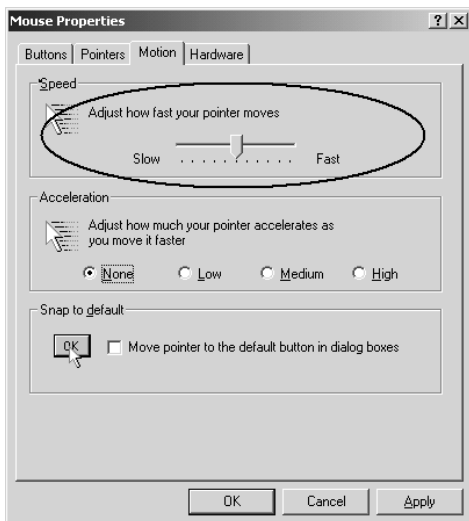 Mouse Properties
Buttons Pointers Motion Hardware
Speed
Adjust how fast your pointer moves
Slow Fast
Acceleration
Adjust how much your pointer accelerates as
you move it faster
None Low Medium High
Snap to default
OK Move pointer to the default button in dialog boxes
OK Cancel Apply